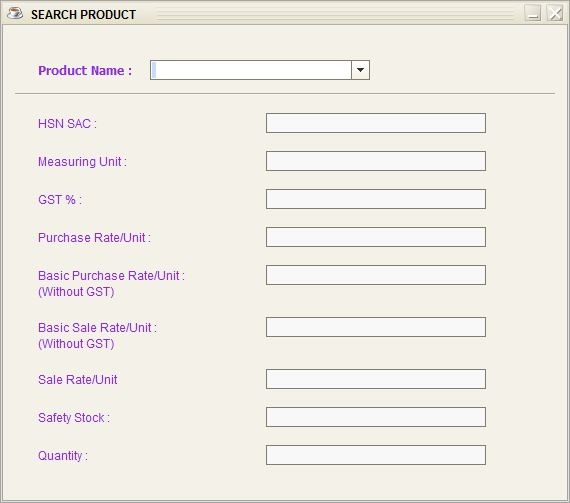 SEARCH PRODUCT
Product Name :
HSN SAC :
Measuring Unit :
GST % :
Purchase Rate/Unit :
Basic Purchase Rate/Unit :
(Without GST)
Basic Sale Rate/Unit :
(Without GST)
Sale Rate/Unit
Safety Stock :
Quantity :